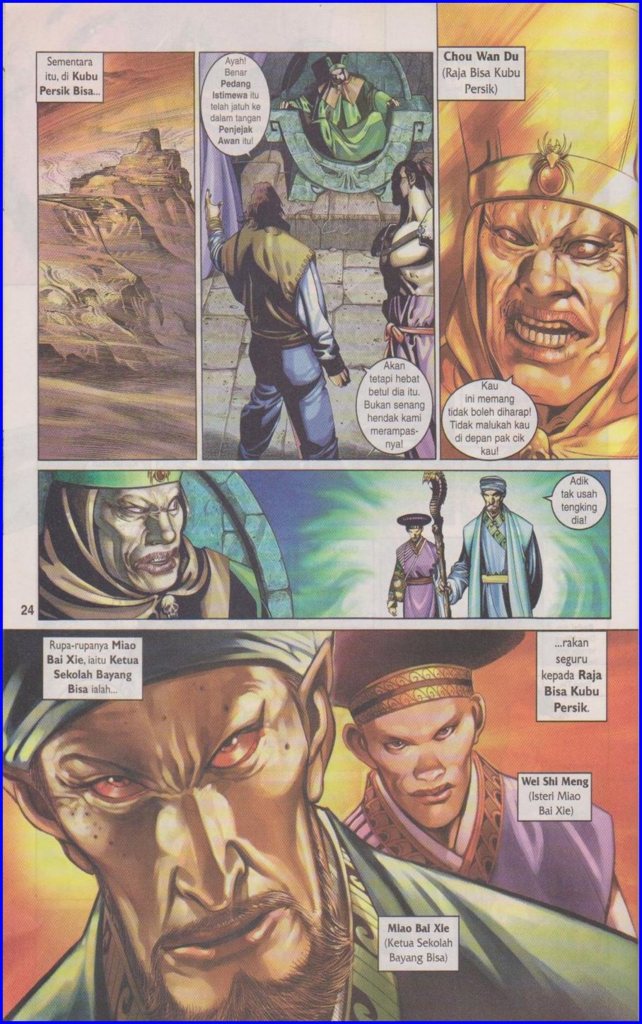 Sementara
itu, di Kubu
Persik Bisa...
Ayah!
Benar
Pedang
Istimewa itu
telah jatuh ke
dalam tangan
Penjejak
Awan itu!
Akan
tetapi hebat
betul dia itu.
Bukan senang
hendak kami
merampas-
nya!
Chou Wan Du
(Raja Bisa Kubu
Persik)
Kau
ini memang
tidak boleh diharap!
Tidak malukah kau
di depan pak cik
kau!
Adik
tak usah
tengking
dia!
24
Rupa-rupanya Miao
Bai Xie, iaitu Ketua
Sekolah Bayang
Bisa ialah...
...rakan
seguru
kepada Raja
Bisa Kubu
Persik.
Wei Shi Meng
(Isteri Miao
Bai Xie)
Miao Bai Xie
(Ketua Sekolah
Bayang Bisa)